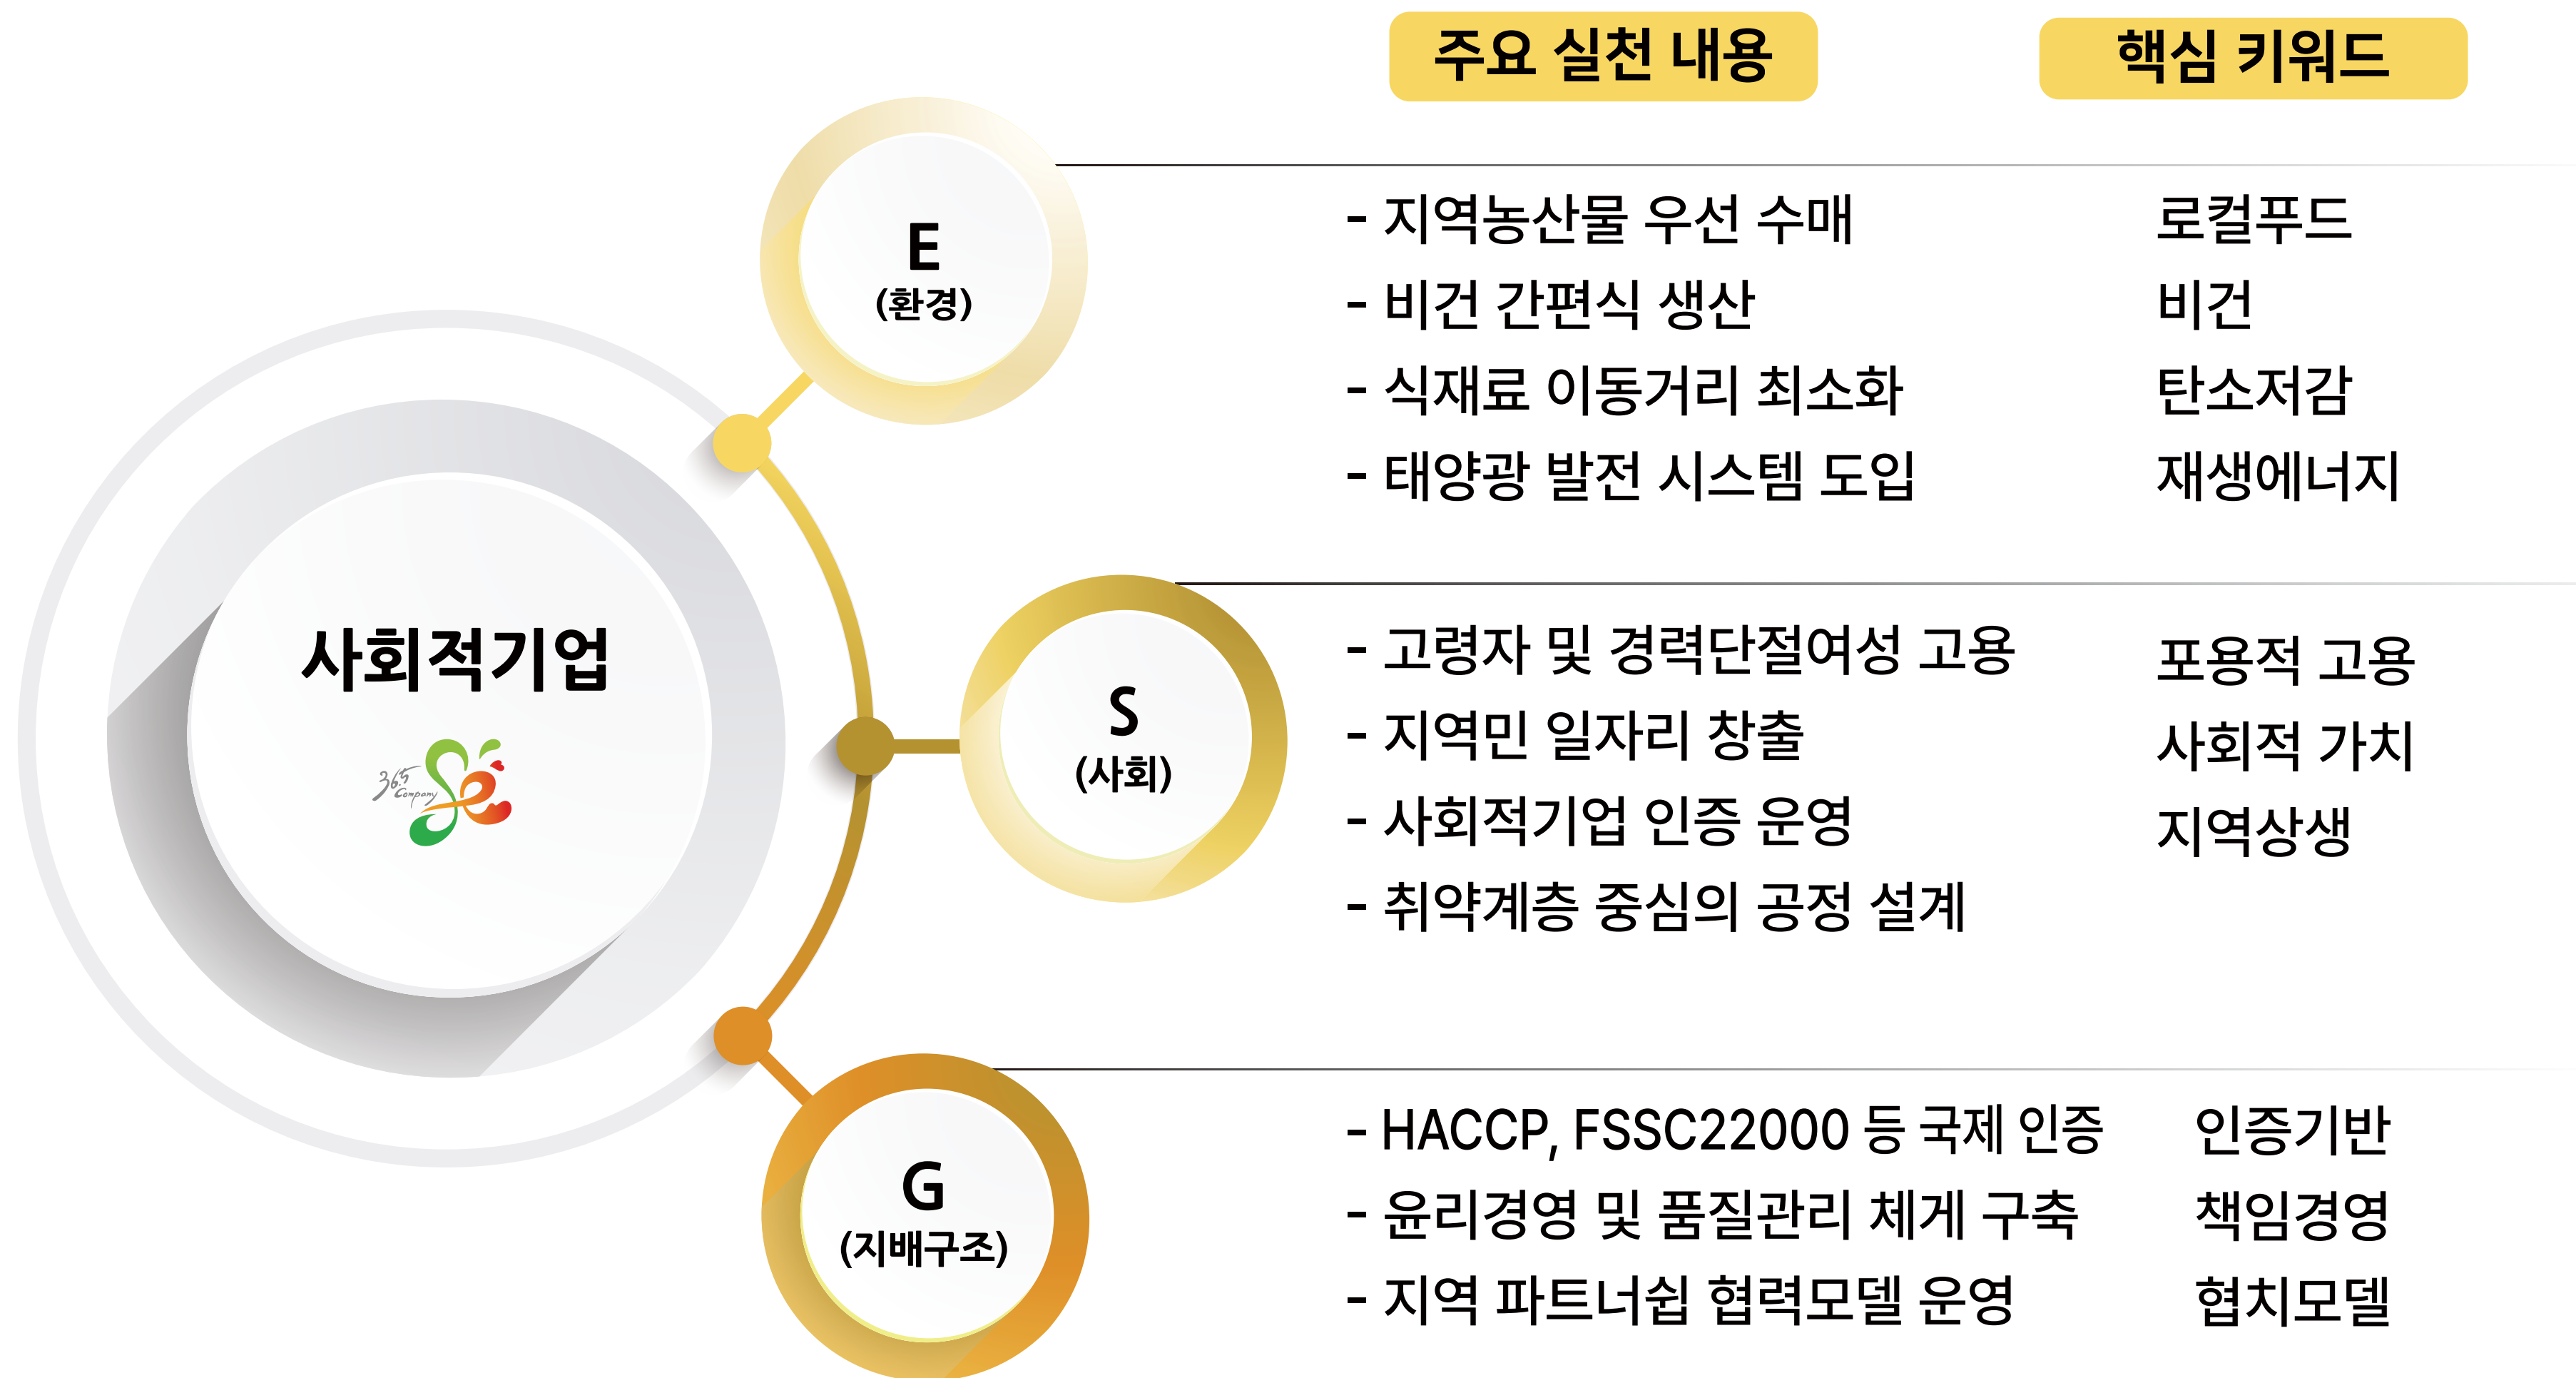 주요 실천 내용
핵심 키워드
사회적기업
365
Company
E
(환경)
- 지역농산물 우선 수매
로컬푸드
- 비건 간편식 생산
비건
- 식재료 이동거리 최소화
탄소저감
- 태양광 발전 시스템 도입
재생에너지
S
(사회)
- 고령자 및 경력단절여성 고용
포용적 고용
- 지역민 일자리 창출
사회적 가치
- 사회적기업 인증 운영
지역상생
- 취약계층 중심의 공정 설계
G
(지배구조)
- HACCP, FSSC22000 등 국제 인증
인증기반
- 윤리경영 및 품질관리 체게 구축
책임경영
- 지역 파트너쉽 협력모델 운영
협치모델